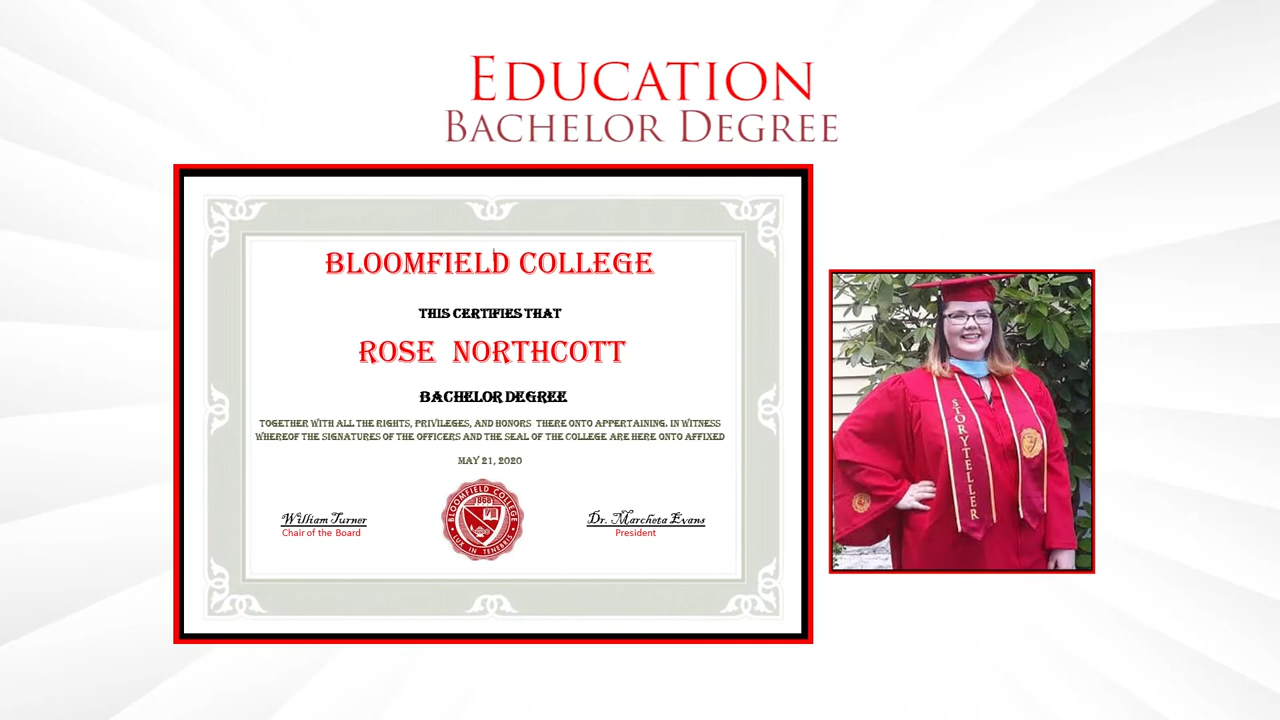 EDUCATION
BACHELOR DEGREE
BLOOMFIELD COLLEGE
THIS CERTIFIES THAT
ROSE NORTHCOTT
BACHELOR DEGREE
TOGETHER WITH ALL THE RIGHTS, PRIVILEGES, AND HONORS THERE ONTO APPERTAINING. IN WITNESS
WHEREOF THE SIGNATURES OF THE OFFICERS AND THE SEAL OF THE COLLEGE ARE HERE ONTO AFFIXED
MAY 21, 2020
BLOOMFIELD COLLEGE
1868
LUX IN TENEBRIS
William Turner
Chair of the Board
Dr. Marcheta Evans
President
STORYTELLER